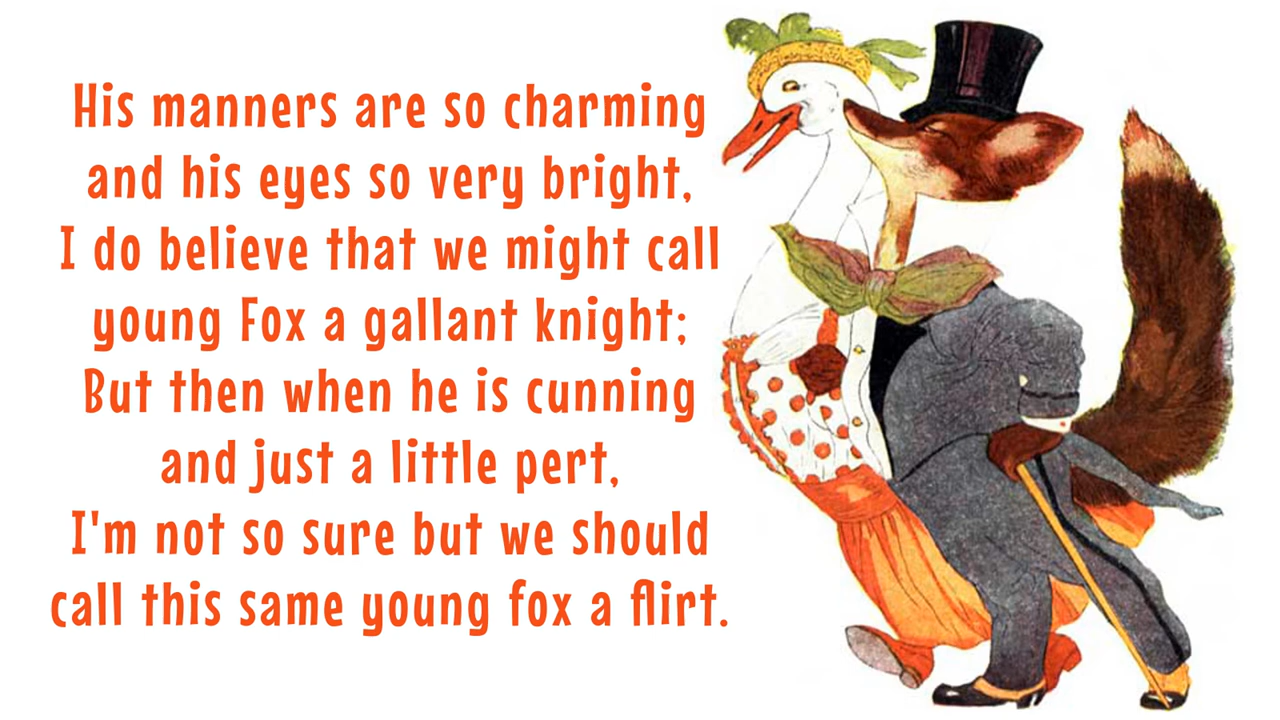 His manners are so charming
and his eyes so very bright,
I do believe that we might call
young Fox a gallant knight;
But then when he is cunning
and just a little pert,
I'm not so sure but we should
call this same young fox a flirt.